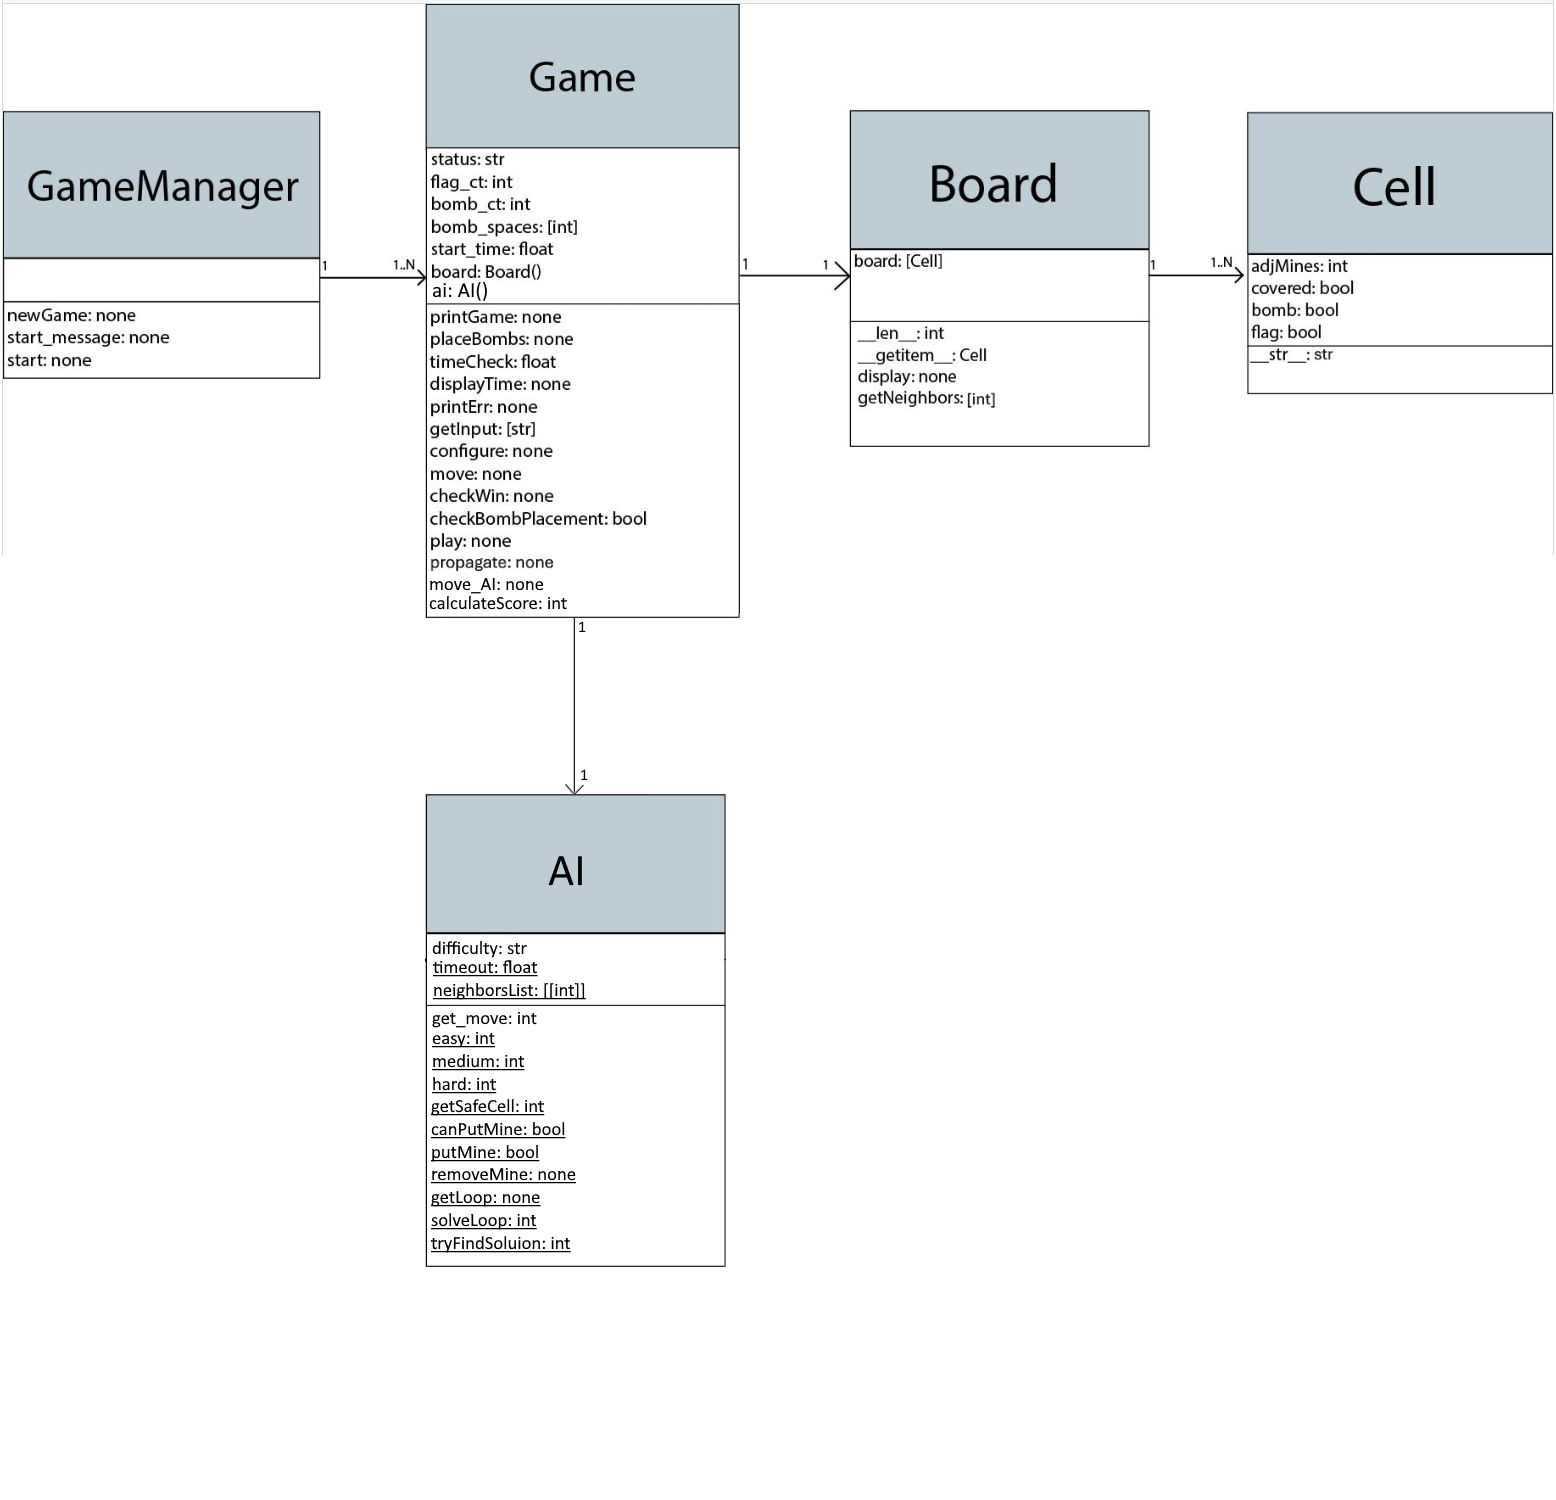 GameManager
newGame: none
start_message: none
start: none
1
1..N
Game
status: str
flag_ct: int
bomb_ct: int
bomb_spaces: [int]
start_time: float
board: Board()
ai: AI()
printGame: none
placeBombs: none
timeCheck: float
displayTime: none
printErr: none
getInput: [str]
configure: none
move: none
checkWin: none
checkBombPlacement: bool
play: none
propagate: none
move_AI: none
calculateScore: int
1
1
Board
board: [Cell]
__len__: int
__getitem__: Cell
display: none
getNeighbors: [int]
1
1..N
Cell
adjMines: int
covered: bool
bomb: bool
flag: bool
__str__: str
1
1
AI
difficulty: str
timeout: float
neighborsList: [[int]]
get_move: int
easy: int
medium: int
hard: int
getSafeCell: int
canPutMine: bool
putMine: bool
removeMine: none
getLoop: none
solveLoop: int
tryFindSoluion: int